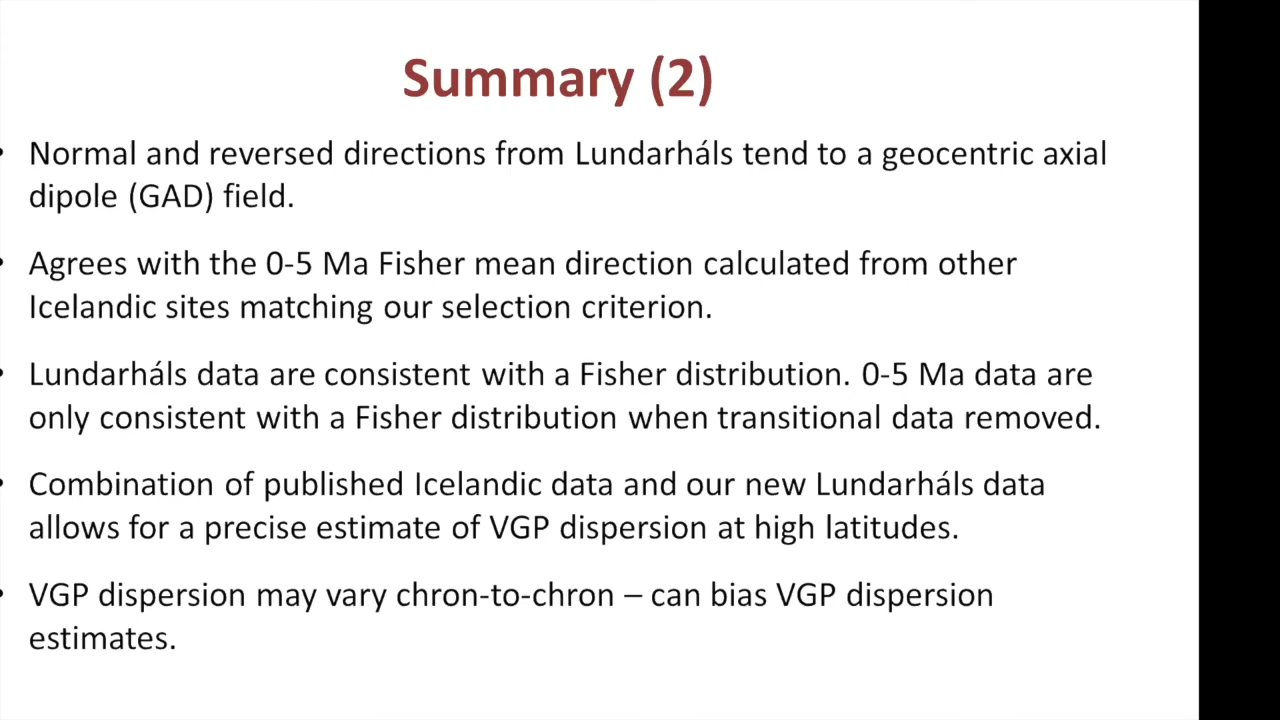 Summary (2)
• Normal and reversed directions from Lundarháls tend to a geocentric axial
dipole (GAD) field.
• Agrees with the 0-5 Ma Fisher mean direction calculated from other
Icelandic sites matching our selection criterion.
• Lundarháls data are consistent with a Fisher distribution. 0-5 Ma data are
only consistent with a Fisher distribution when transitional data removed.
• Combination of published Icelandic data and our new Lundarháls data
allows for a precise estimate of VGP dispersion at high latitudes.
• VGP dispersion may vary chron-to-chron – can bias VGP dispersion
estimates.